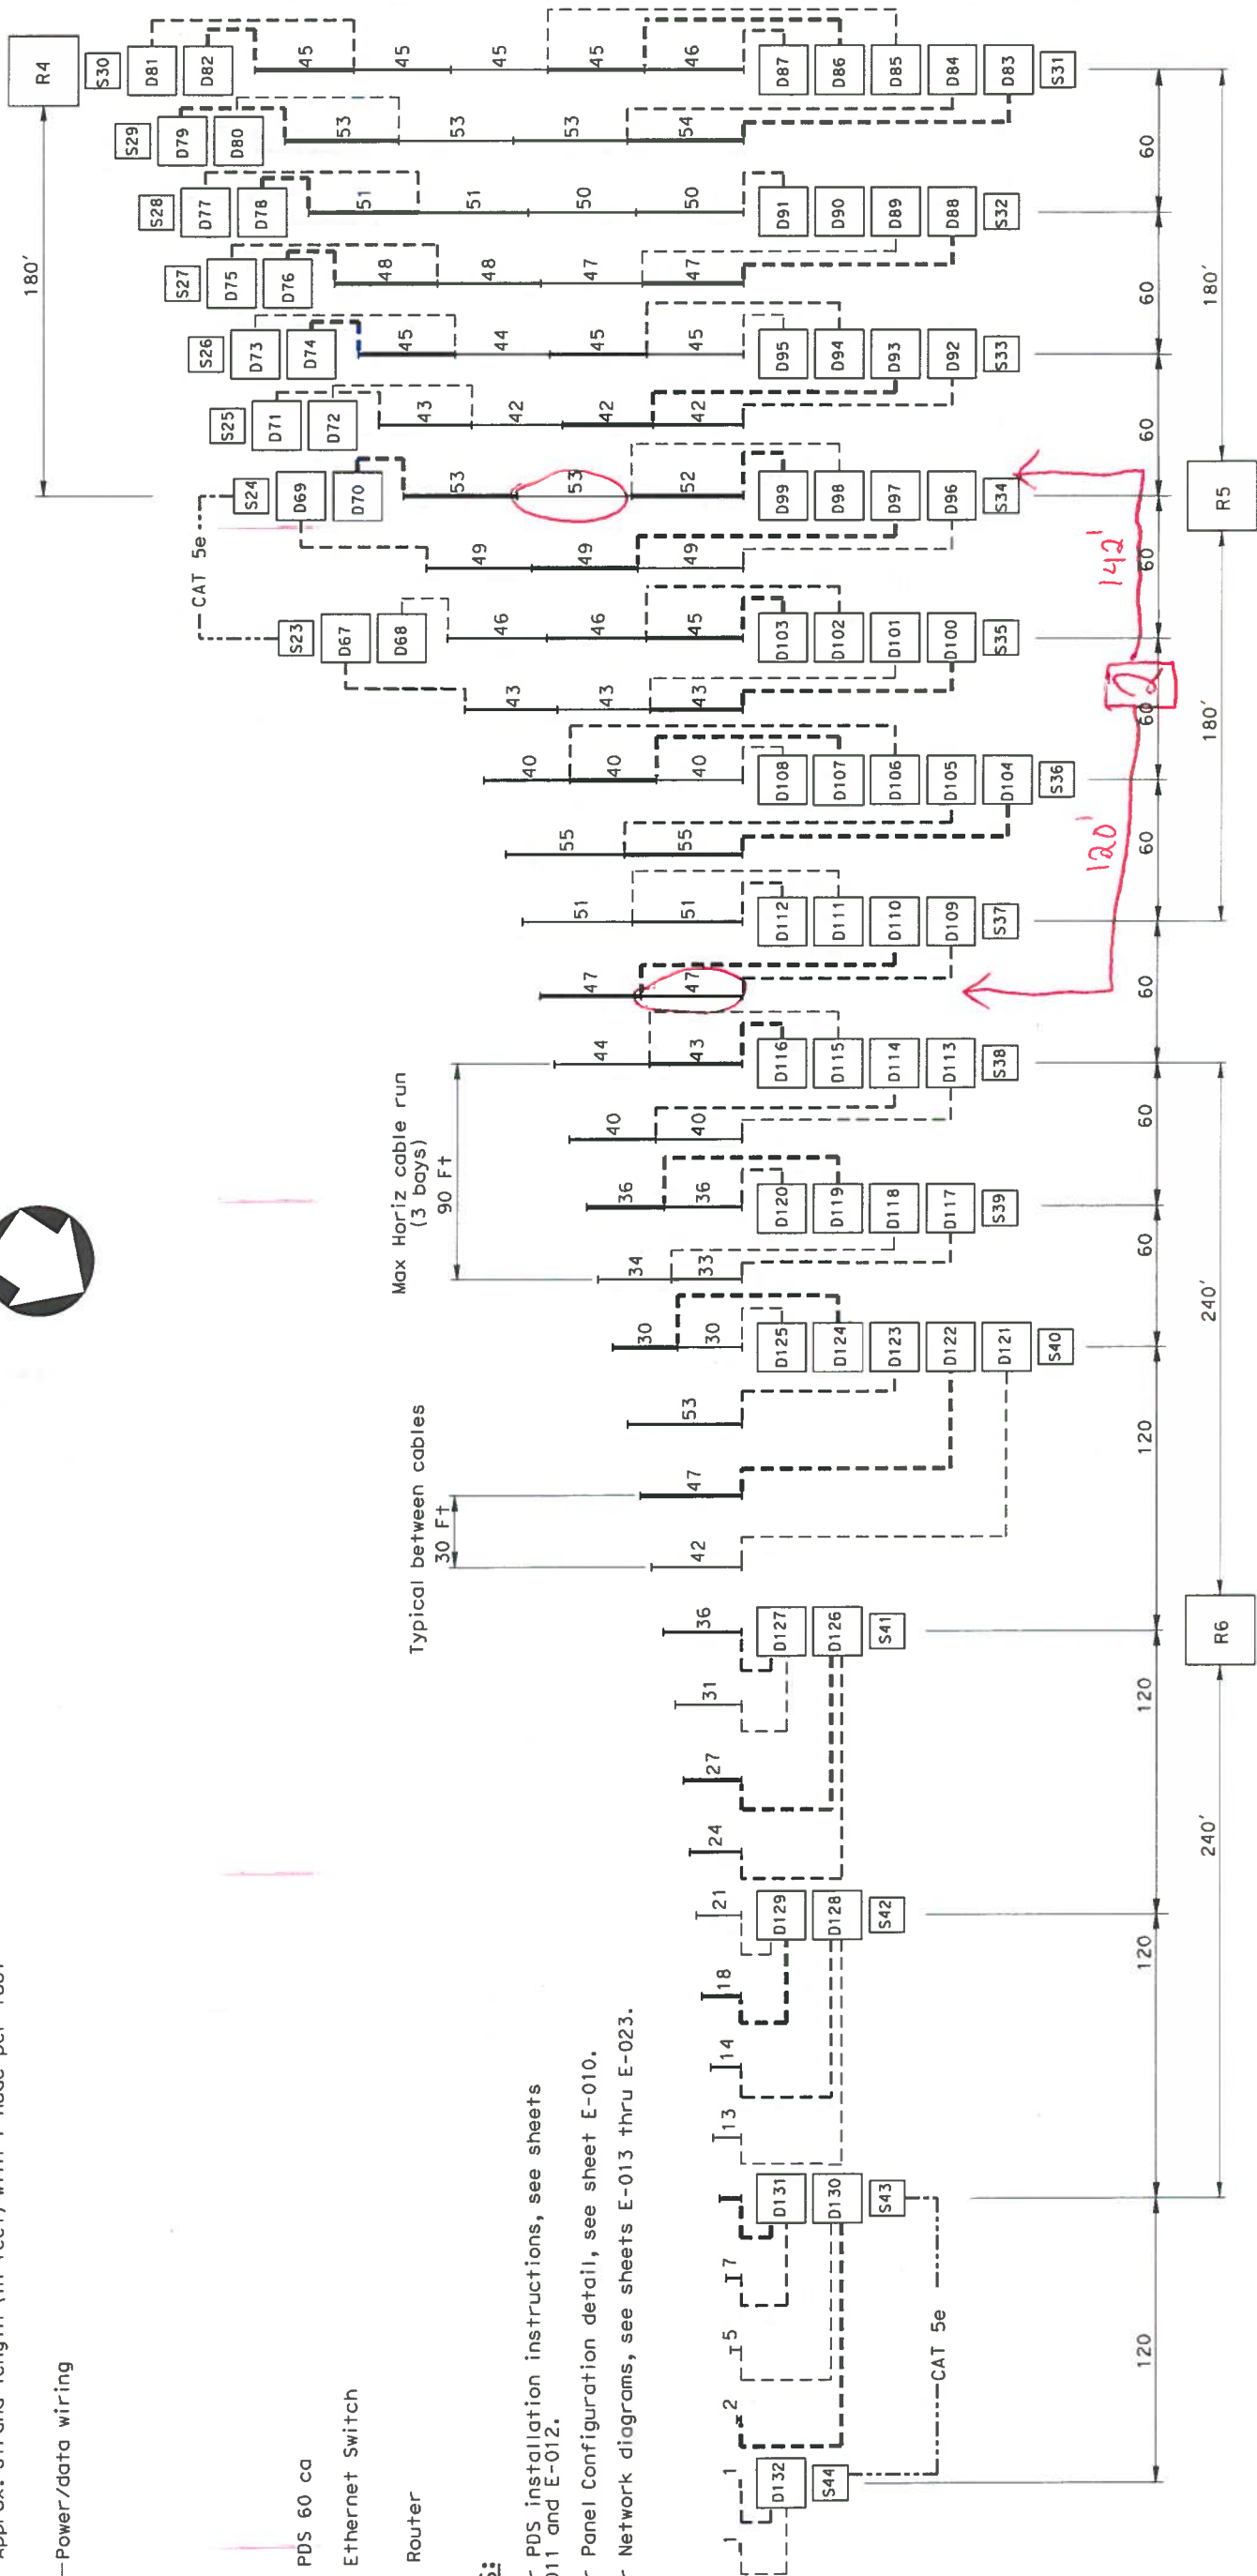 Approx. strand length (in feet) with 1 node per foot
Power/data wiring
PDS 60 ca
Ethernet Switch
Router
PDS installation instructions, see sheets
011 and E-012.
Panel Configuration detail, see sheet E-010.
Network diagrams, see sheets E-013 thru E-023.
Typical between cables
30 Ft
Max Horiz cable run
(3 bays)
90 Ft
CAT 5e
180'
R4
S23
D67
D68
S24
D69
D70
S25
D71
D72
S26
D73
D74
S27
D75
D76
S28
D77
D78
S29
D79
D80
S30
D81
D82
1
1
2
5
7
13
14
18
21
24
27
31
36
42
47
53
30
30
34
33
36
36
40
40
44
43
47
47
51
51
55
55
40
40
40
43
43
43
46
46
45
49
49
49
53
53
52
43
42
42
42
45
44
45
45
48
48
47
47
51
51
50
50
53
53
53
54
45
45
45
46
D132
S44
D131
D130
S43
CAT 5e
D129
D128
S42
D127
D126
S41
D125
D124
D123
D122
D121
S40
D120
D119
D118
D117
S39
D116
D115
D114
D113
S38
D112
D111
D110
D109
S37
D108
D107
D106
D105
D104
S36
D103
D102
D101
D100
S35
D99
D98
D97
D96
S34
D95
D94
D93
D92
S33
D91
D90
D89
D88
S32
D87
D86
D85
D84
D83
S31
120'
2
142'
120
120
120
120
60
60
60
60
60
60
60
60
60
240'
R6
240'
180'
R5
180'